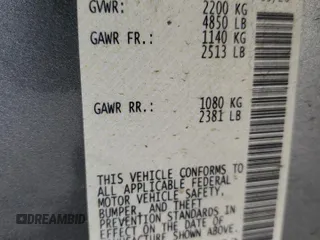 GVWR: 2200 KG
4850 LB
GAWR FR.: 1140 KG
2513 LB
GAWR RR.: 1080 KG
2381 LB
THIS VEHICLE CONFORMS TO
ALL APPLICABLE FEDERAL
MOTOR VEHICLE SAFETY,
BUMPER, AND THEFT
PREVENTION STANDARDS IN
EFFECT ON THE DATE OF
SHOWN
DREAMBID